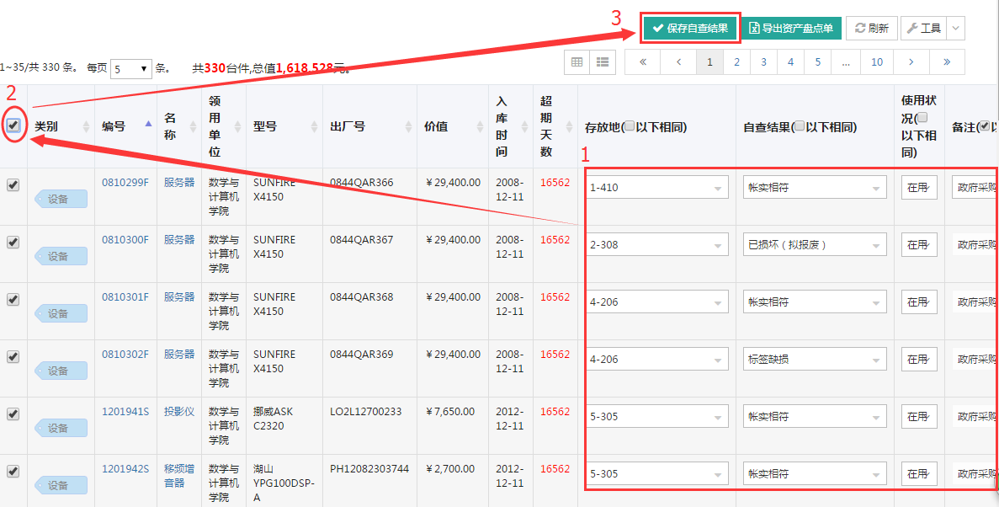 3
保存自查结果 导出资产盘点单 刷新 工具
1~35/共 330 条。 每页 5 条。 共330台件,总值1,618,528元。
« ‹ 1 2 3 4 5 ... 10 › »
2
类别 编号 名称 领用单位 型号 出厂号 价值 入库时间 超期天数 存放地(以下相同) 自查结果(以下相同) 使用状况(以下相同) 备注(以
1
设备 0810299F 服务器 数学与计算机学院 SUNFIRE X4150 0844QAR366 ¥29,400.00 2008-12-11 16562 1-410 帐实相符 在用 政府采购
设备 0810300F 服务器 数学与计算机学院 SUNFIRE X4150 0844QAR367 ¥29,400.00 2008-12-11 16562 2-308 已损坏（拟报废） 在用 政府采购
设备 0810301F 服务器 数学与计算机学院 SUNFIRE X4150 0844QAR368 ¥29,400.00 2008-12-11 16562 4-206 帐实相符 在用 政府采购
设备 0810302F 服务器 数学与计算机学院 SUNFIRE X4150 0844QAR369 ¥29,400.00 2008-12-11 16562 4-206 标签缺损 在用 政府采购
设备 1201941S 投影仪 数学与计算机学院 挪威ASK C2320 LO2L12700233 ¥7,650.00 2012-12-11 16562 5-305 帐实相符 在用 政府采购
设备 1201942S 移频增音器 数学与计算机学院 湖山 YPG100DSP-A PH12082303744 ¥2,700.00 2012-12-11 16562 5-305 帐实相符 在用 政府采购